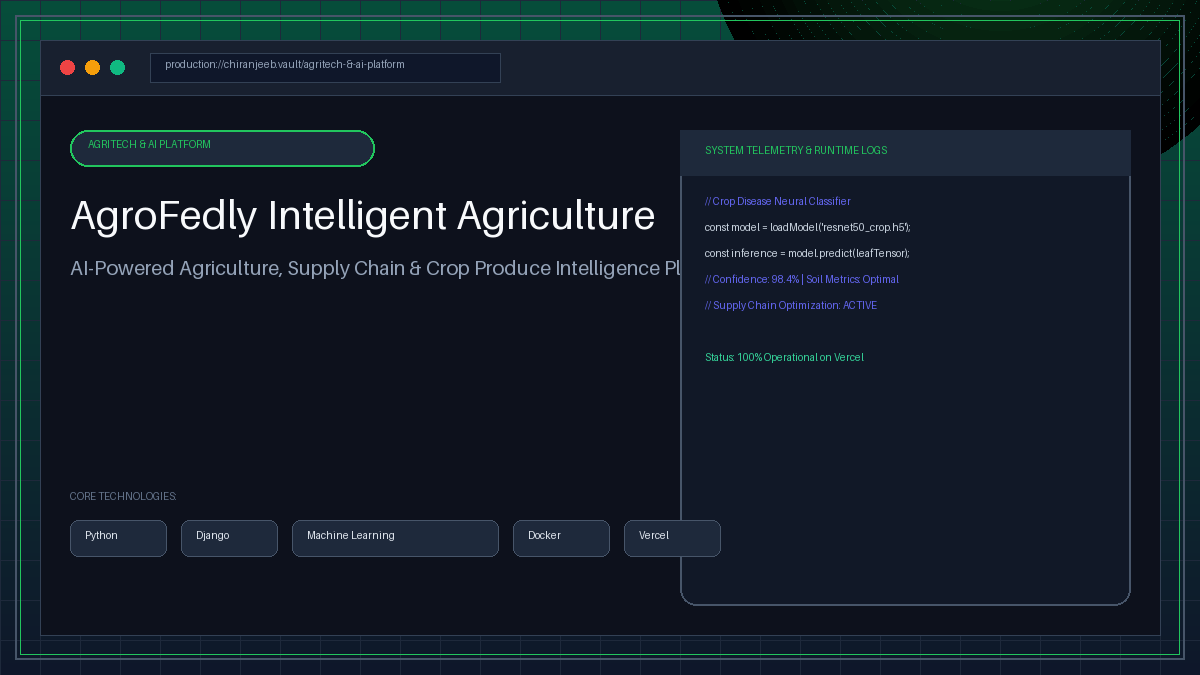 production://chiranjeeb.vault/agritech-&-ai-platform
AGRITECH & AI PLATFORM
AgroFedly Intelligent Agriculture
AI-Powered Agriculture, Supply Chain & Crop Produce Intelligence Pl
CORE TECHNOLOGIES:
Python
Django
Machine Learning
Docker
Vercel
SYSTEM TELEMETRY & RUNTIME LOGS
// Crop Disease Neural Classifier
const model = loadModel('resnet50_crop.h5');
const inference = model.predict(leafTensor);
// Confidence: 98.4% | Soil Metrics: Optimal
// Supply Chain Optimization: ACTIVE
Status: 100% Operational on Vercel